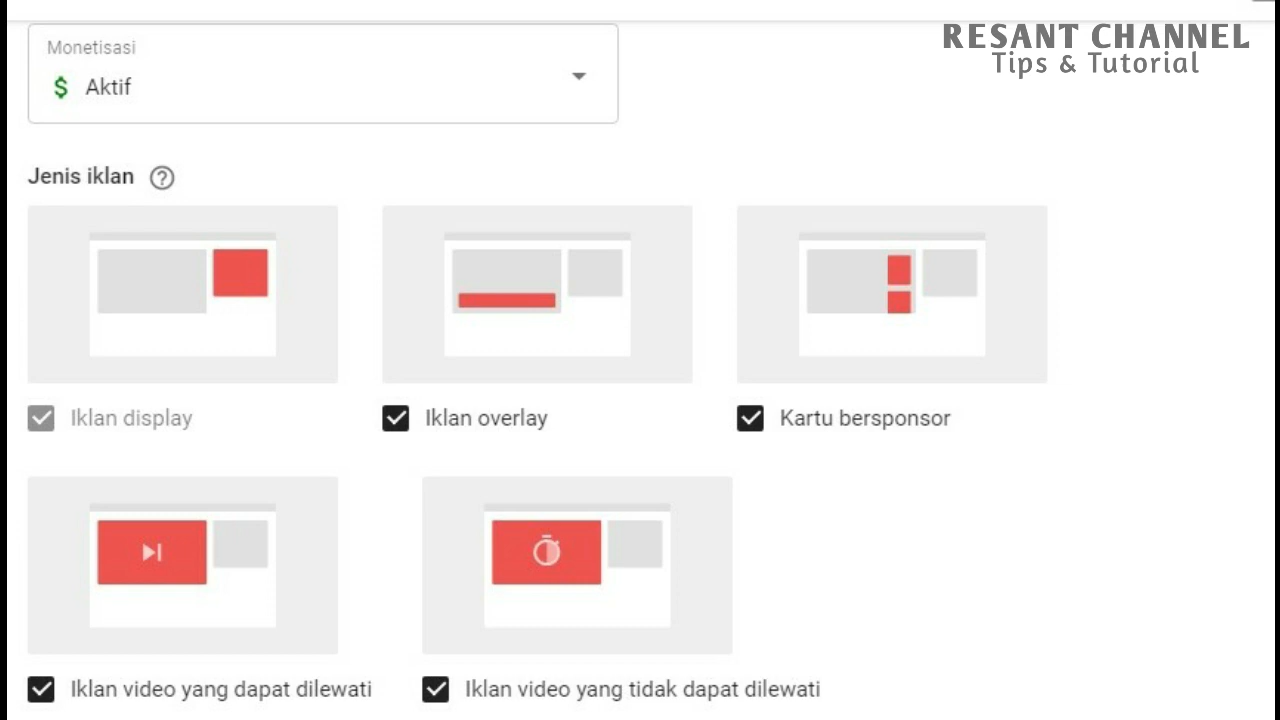 RESANT CHANNEL
Tips & Tutorial
Monetisasi
$ Aktif
Jenis iklan ?
Iklan display
Iklan overlay
Kartu bersponsor
Iklan video yang dapat dilewati
Iklan video yang tidak dapat dilewati